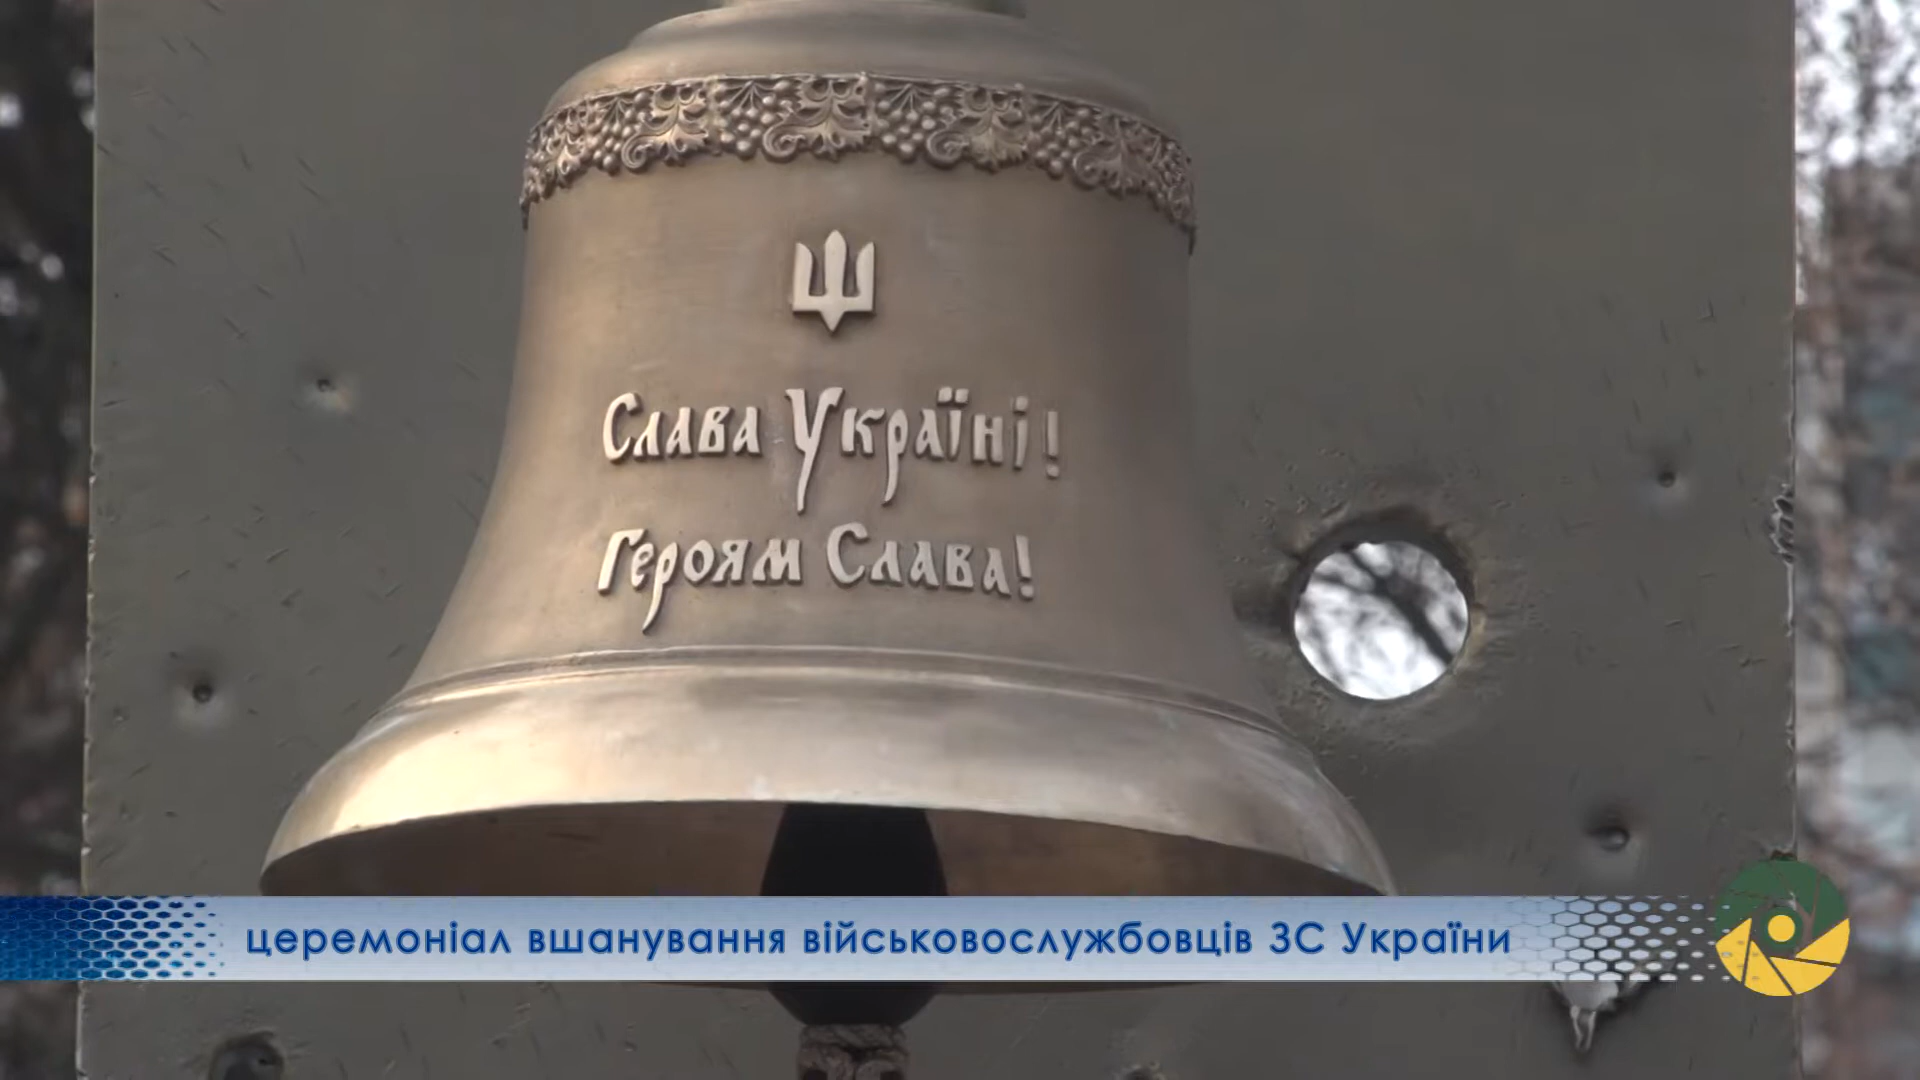 Слава Україні!
Героям Слава!
церемоніал вшанування військовослужбовців ЗС України